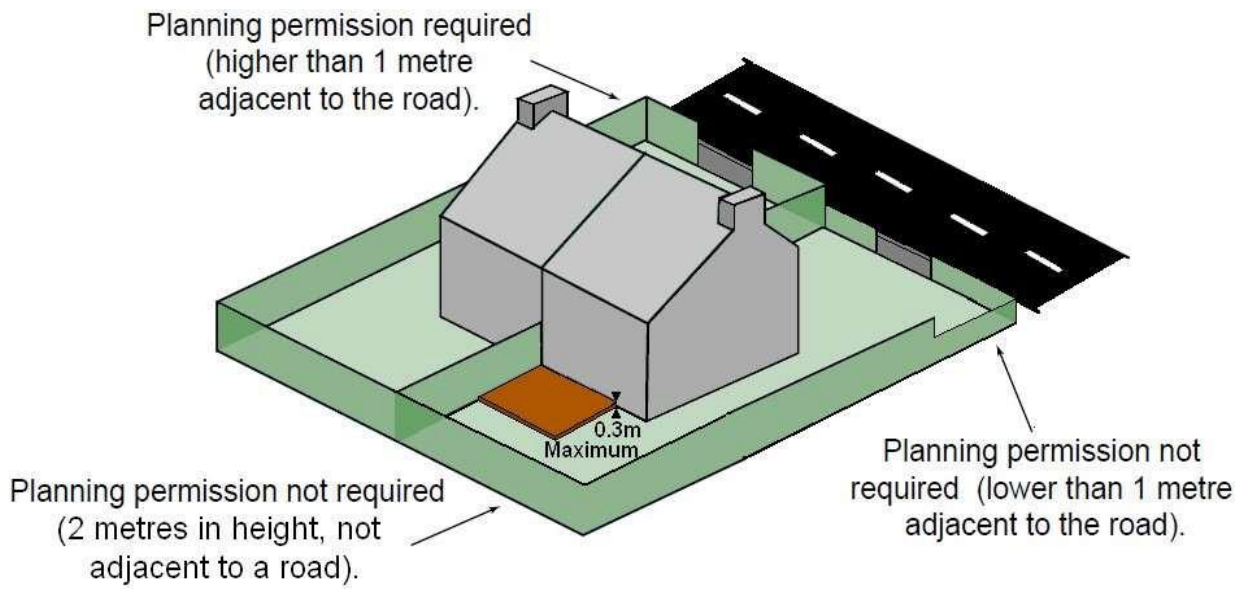 Planning permission required
(higher than 1 metre
adjacent to the road).
0.3m
Maximum
Planning permission not
required (lower than 1 metre
adjacent to the road).
Planning permission not required
(2 metres in height, not
adjacent to a road).